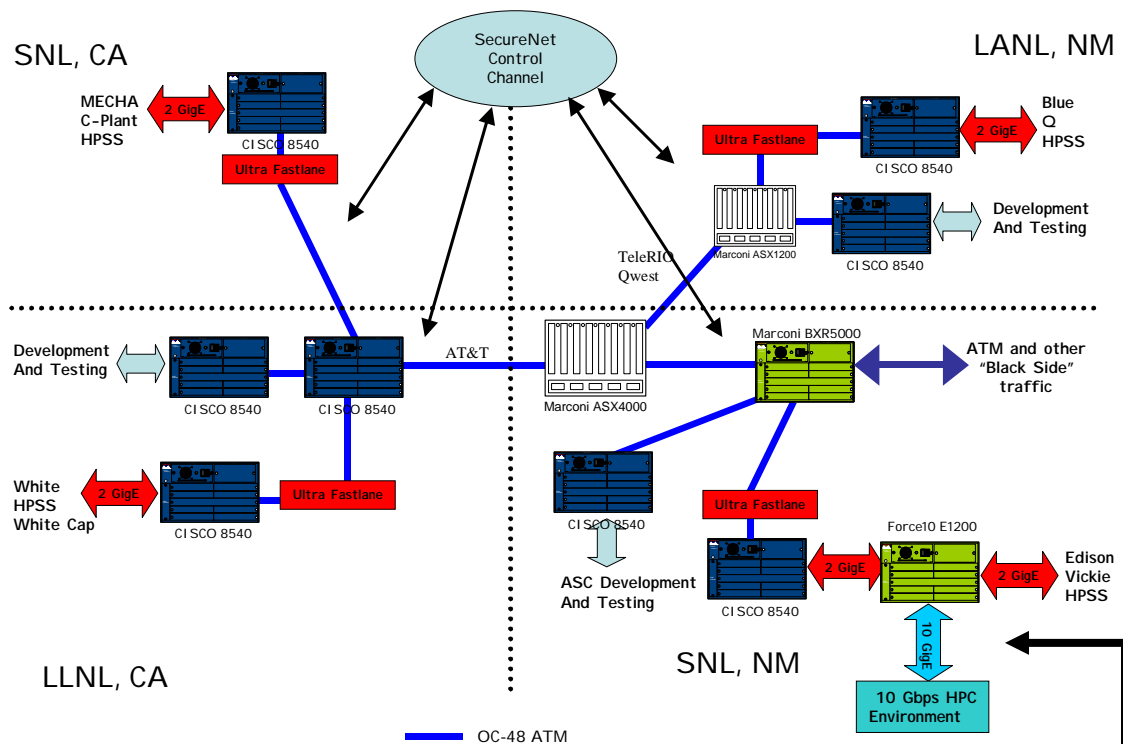 SNL, CA
SecureNet
Control
Channel
LANL, NM
MECHA
C-Plant
HPSS
2 GigE
CISCO 8540
Ultra Fastlane
Ultra Fastlane
CISCO 8540
2 GigE
Blue
Q
HPSS
Marconi ASX1200
CISCO 8540
Development
And Testing
TeleRIO
Qwest
Development
And Testing
CISCO 8540
CISCO 8540
AT&T
Marconi ASX4000
Marconi BXR5000
ATM and other
“Black Side”
traffic
White
HPSS
White Cap
2 GigE
CISCO 8540
Ultra Fastlane
CISCO 8540
ASC Development
And Testing
Ultra Fastlane
CISCO 8540
2 GigE
Force10 E1200
2 GigE
Edison
Vickie
HPSS
10 GigE
10 Gbps HPC
Environment
LLNL, CA
SNL, NM
OC-48 ATM